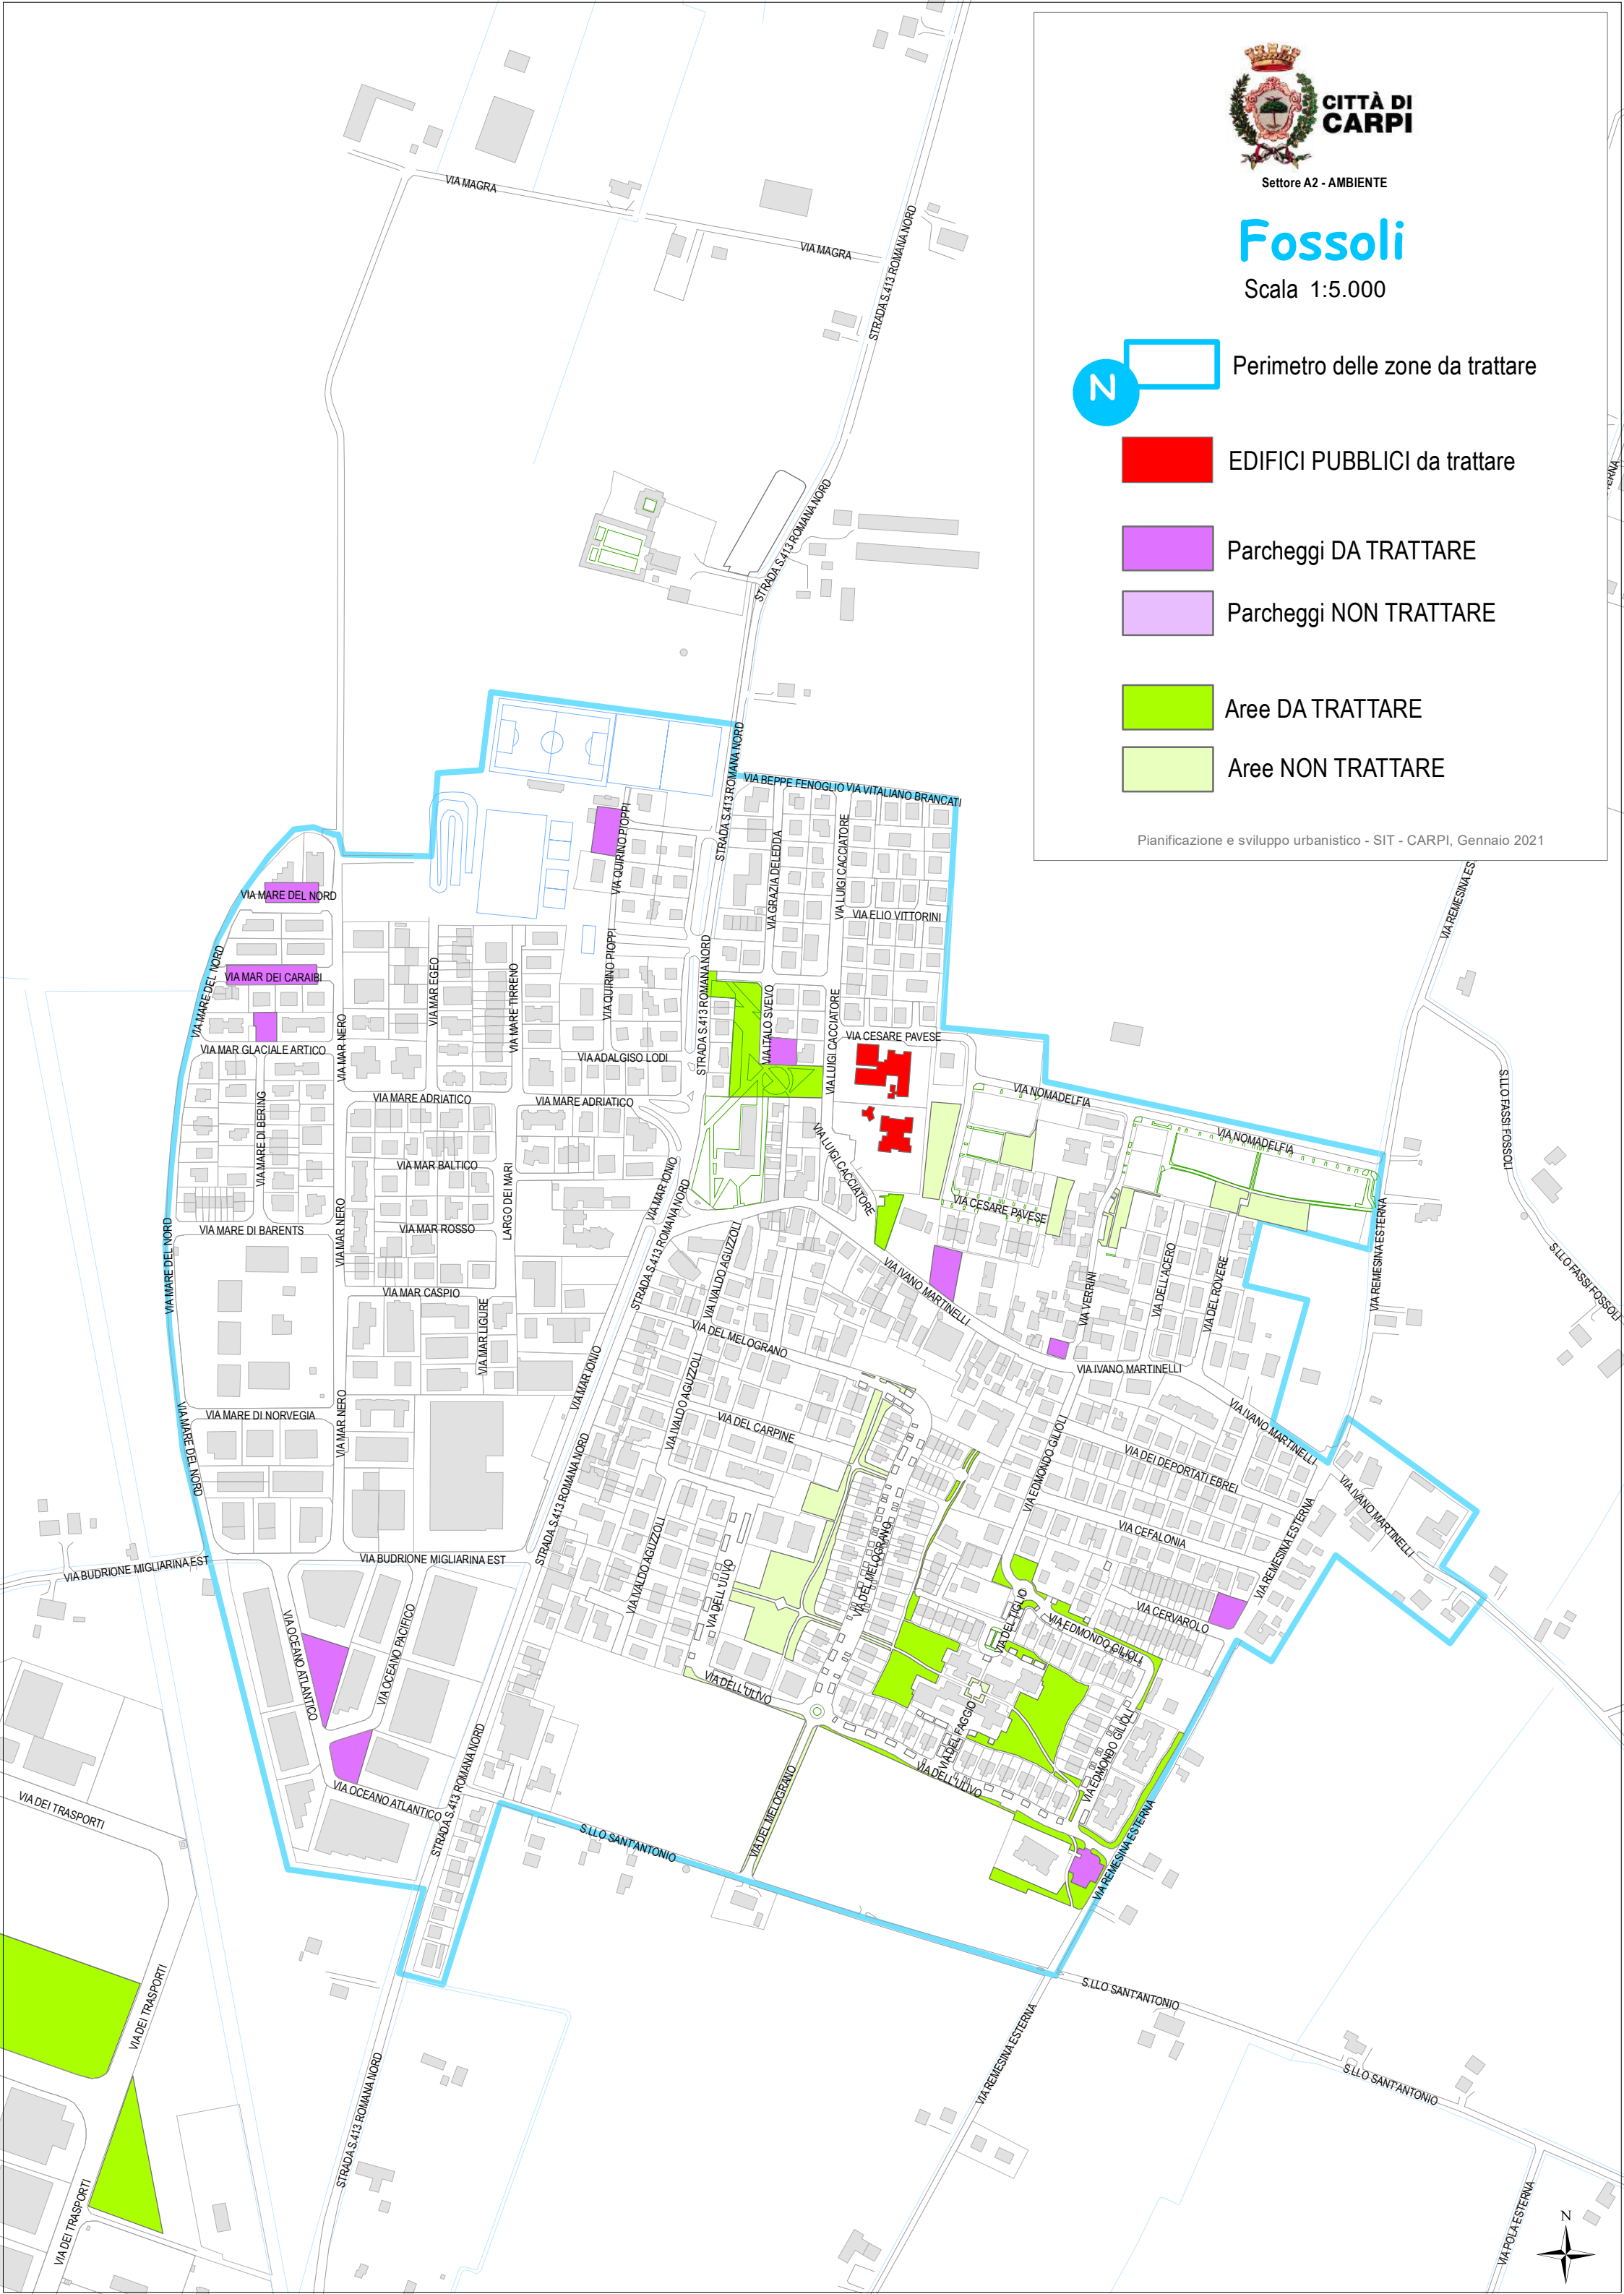 CITTÀ DI
CARPI
Settore A2 - AMBIENTE
Fossoli
Scala 1:5.000
N
Perimetro delle zone da trattare
EDIFICI PUBBLICI da trattare
Parcheggi DA TRATTARE
Parcheggi NON TRATTARE
Aree DA TRATTARE
Aree NON TRATTARE
Pianificazione e sviluppo urbanistico - SIT - CARPI, Gennaio 2021
VIA MAGRA
VIA MAGRA
STRADA S.413 ROMANA NORD
STRADA S.413 ROMANA NORD
STRADA S.413 ROMANA NORD
VIA BEPPE FENOGLIO
VIA VITALIANO BRANCATI
VIA QUIRINO PIOPPI
VIA GRAZIA DELEDDA
VIA LUIGI CACCIATORE
VIA REMESINA ES
VIA MARE DEL NORD
VIA ELIO VITTORINI
VIA MARE DEL NORD
VIA MAR DEI CARAIBI
VIA MAR EGEO
VIA MARE TIRRENO
VIA QUIRINO PIOPPI
STRADA S.413 ROMANA NORD
VIA ITALO SVEVO
VIA LUIGI CACCIATORE
VIA CESARE PAVESE
VIA MAR GLACIALE ARTICO
VIA MAR NERO
VIA ADALGISO LODI
VIA MARE DI BERING
VIA MARE ADRIATICO
VIA MARE ADRIATICO
VIA NOMADELFIA
VIA NOMADELFIA
S.LLO FASSI FOSSOLI
VIA MAR BALTICO
VIA LUIGI CACCIATORE
VIA MARE DI BARENTS
VIA MAR NERO
VIA MAR ROSSO
LARGO DEI MARI
VIA MAR IONIO
STRADA S.413 ROMANA NORD
VIA CESARE PAVESE
VIA MARE DEL NORD
VIA MAR CASPIO
VIA MAR LIGURE
VIA IVALDO AGUZZOLI
VIA IVANO MARTINELLI
VIA VERRINI
VIA DELL'ACERO
VIA DEL ROVERE
VIA REMESINA ESTERNA
S.LLO FASSI FOSSOLI
VIA DEL MELOGRANO
VIA IVANO MARTINELLI
VIA MAR IONIO
VIA IVALDO AGUZZOLI
VIA MARE DI NORVEGIA
VIA MAR NERO
VIA MARE DEL NORD
VIA DEL CARPINE
VIA EDMONDO GILIOLI
VIA DEI DEPORTATI EBREI
VIA IVANO MARTINELLI
VIA IVANO MARTINELLI
STRADA S.413 ROMANA NORD
VIA CEFALONIA
VIA REMESINA ESTERNA
VIA BUDRIONE MIGLIARINA EST
VIA BUDRIONE MIGLIARINA EST
VIA IVALDO AGUZZOLI
VIA DELL'ULIVO
VIA DEL MELOGRANO
VIA DEL TIGLIO
VIA CERVAROLO
VIA EDMONDO GILIOLI
VIA OCEANO ATLANTICO
VIA OCEANO PACIFICO
VIA DELL'ULIVO
VIA DEL FAGGIO
VIA EDMONDO GILIOLI
VIA DELL'ULIVO
VIA DEI TRASPORTI
VIA OCEANO ATLANTICO
STRADA S.413 ROMANA NORD
VIA DEL MELOGRANO
S.LLO SANT'ANTONIO
VIA REMESINA ESTERNA
VIA DEI TRASPORTI
S.LLO SANT'ANTONIO
VIA REMESINA ESTERNA
STRADA S.413 ROMANA NORD
S.LLO SANT'ANTONIO
VIA DEI TRASPORTI
VIA POLA ESTERNA
N